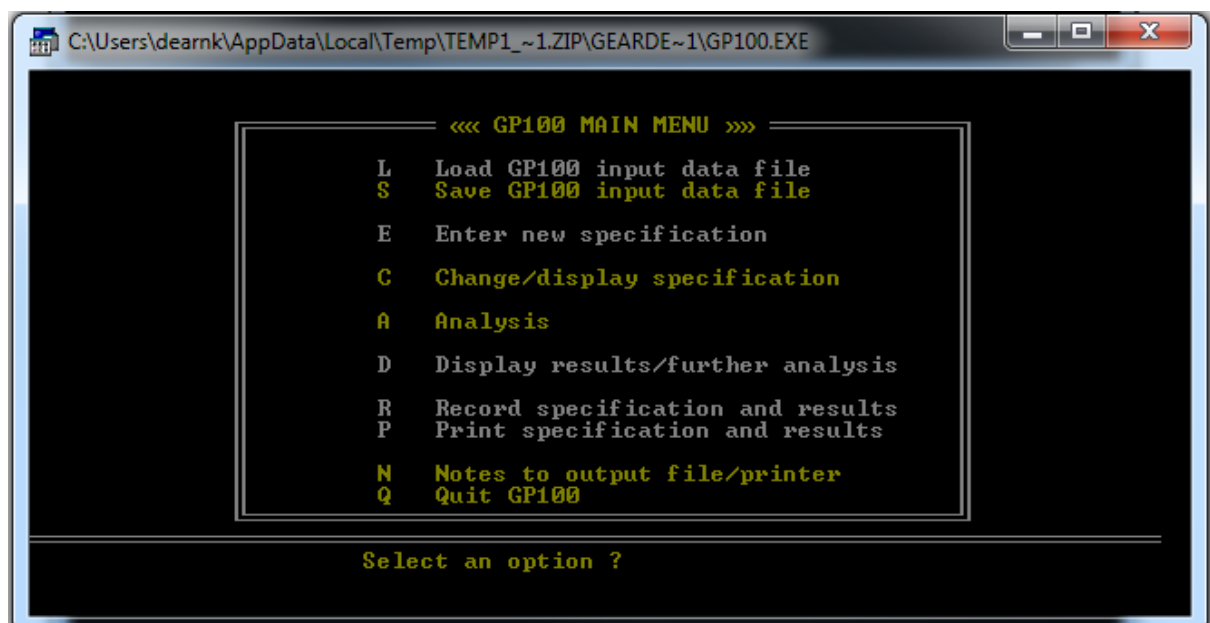 C:\Users\dearnk\AppData\Local\Temp\TEMP1_~1.ZIP\GEARDE~1\GP100.EXE
«« GP100 MAIN MENU »»
L Load GP100 input data file
S Save GP100 input data file
E Enter new specification
C Change/display specification
A Analysis
D Display results/further analysis
R Record specification and results
P Print specification and results
N Notes to output file/printer
Q Quit GP100
Select an option ?